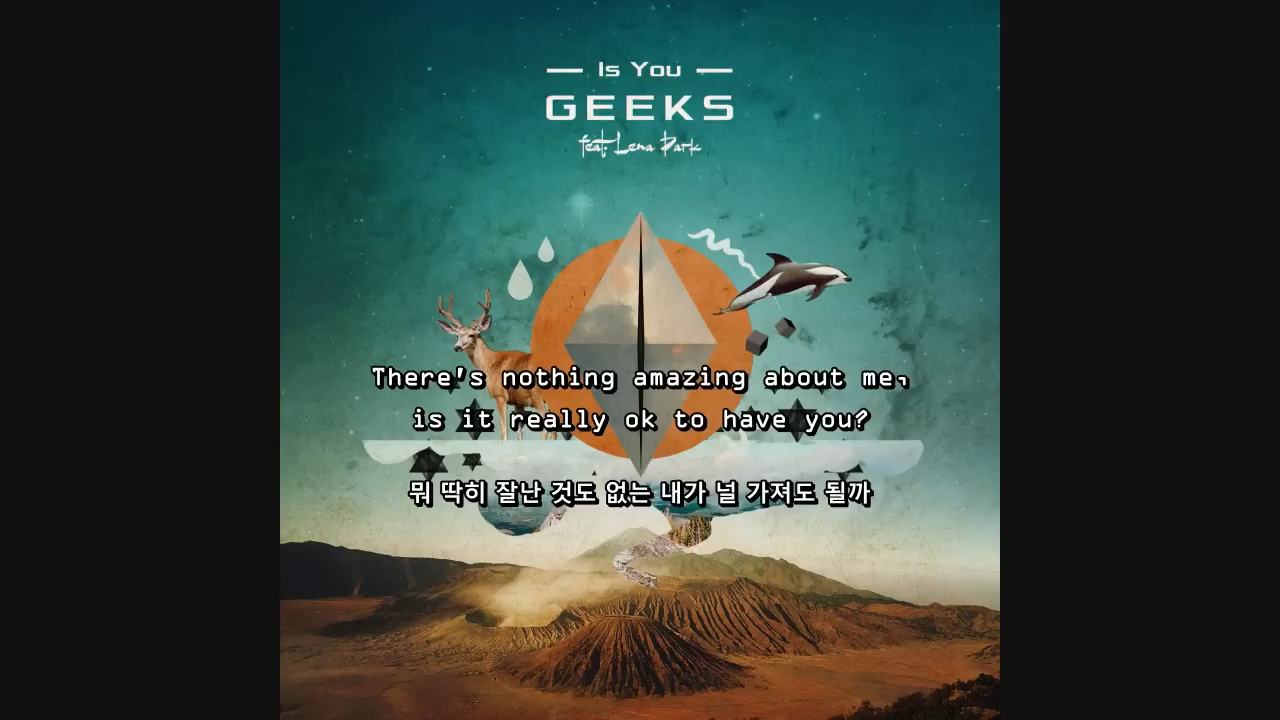 Is You
GEEKS
feat. Lena Park
There's nothing amazing about me,
is it really ok to have you?
뭐 딱히 잘난 것도 없는 내가 널 가져도 될까